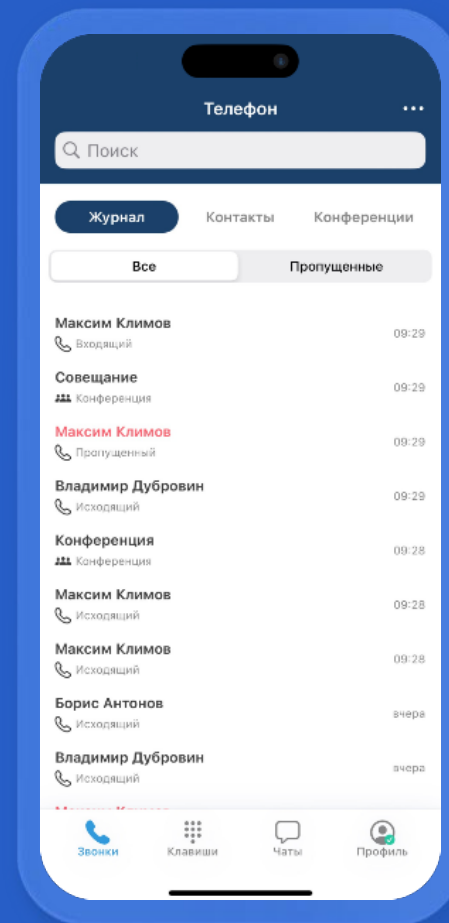 Телефон
Поиск
Журнал Контакты Конференции
Все Пропущенные
Максим Климов
Входящий 09:29
Совещание
Конференция 09:29
Максим Климов
Пропущенный 09:29
Владимир Дубровин
Исходящий 09:29
Конференция
Конференция 09:28
Максим Климов
Исходящий 09:28
Максим Климов
Исходящий 09:28
Борис Антонов
Исходящий вчера
Владимир Дубровин
Исходящий вчера
Звонки Клавиши Чаты Профиль